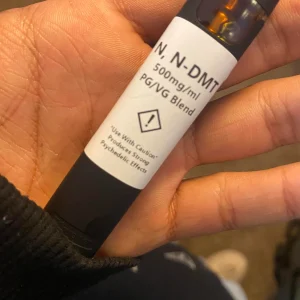 N, N-DMT
500mg/ml
PG/VG Blend
!
"Use With Caution"
Produces Strong
Psychedelic Effects